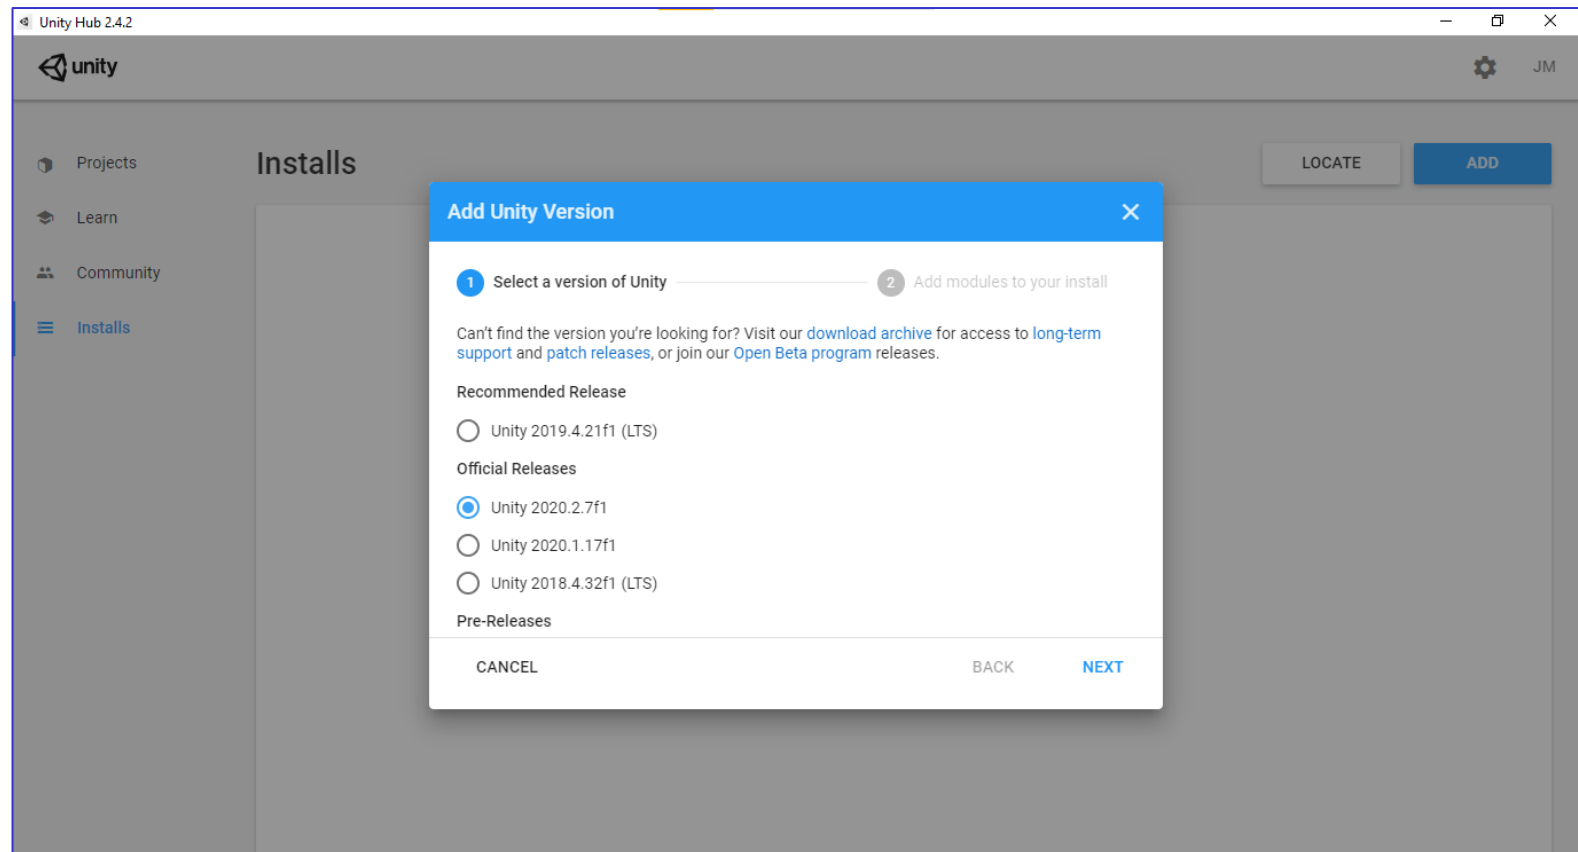 Unity Hub 2.4.2
unity
JM
Projects
Learn
Community
Installs
Installs
LOCATE
ADD
Add Unity Version
1 Select a version of Unity
2 Add modules to your install
Can't find the version you're looking for? Visit our download archive for access to long-term
support and patch releases, or join our Open Beta program releases.
Recommended Release
Unity 2019.4.21f1 (LTS)
Official Releases
Unity 2020.2.7f1
Unity 2020.1.17f1
Unity 2018.4.32f1 (LTS)
Pre-Releases
CANCEL
BACK
NEXT